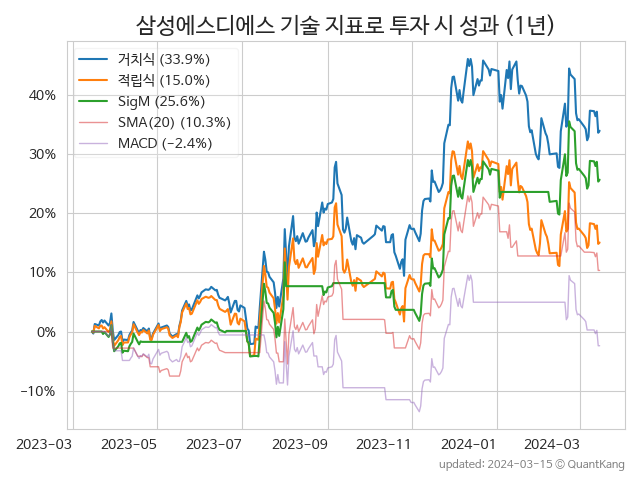 삼성에스디에스 기술 지표로 투자 시 성과 (1년)
거치식 (33.9%)
적립식 (15.0%)
SigM (25.6%)
SMA(20) (10.3%)
MACD (−2.4%)
40%
30%
20%
10%
0%
−10%
2023-03 2023-05 2023-07 2023-09 2023-11 2024-01 2024-03
updated: 2024-03-15 ⓒ QuantKang